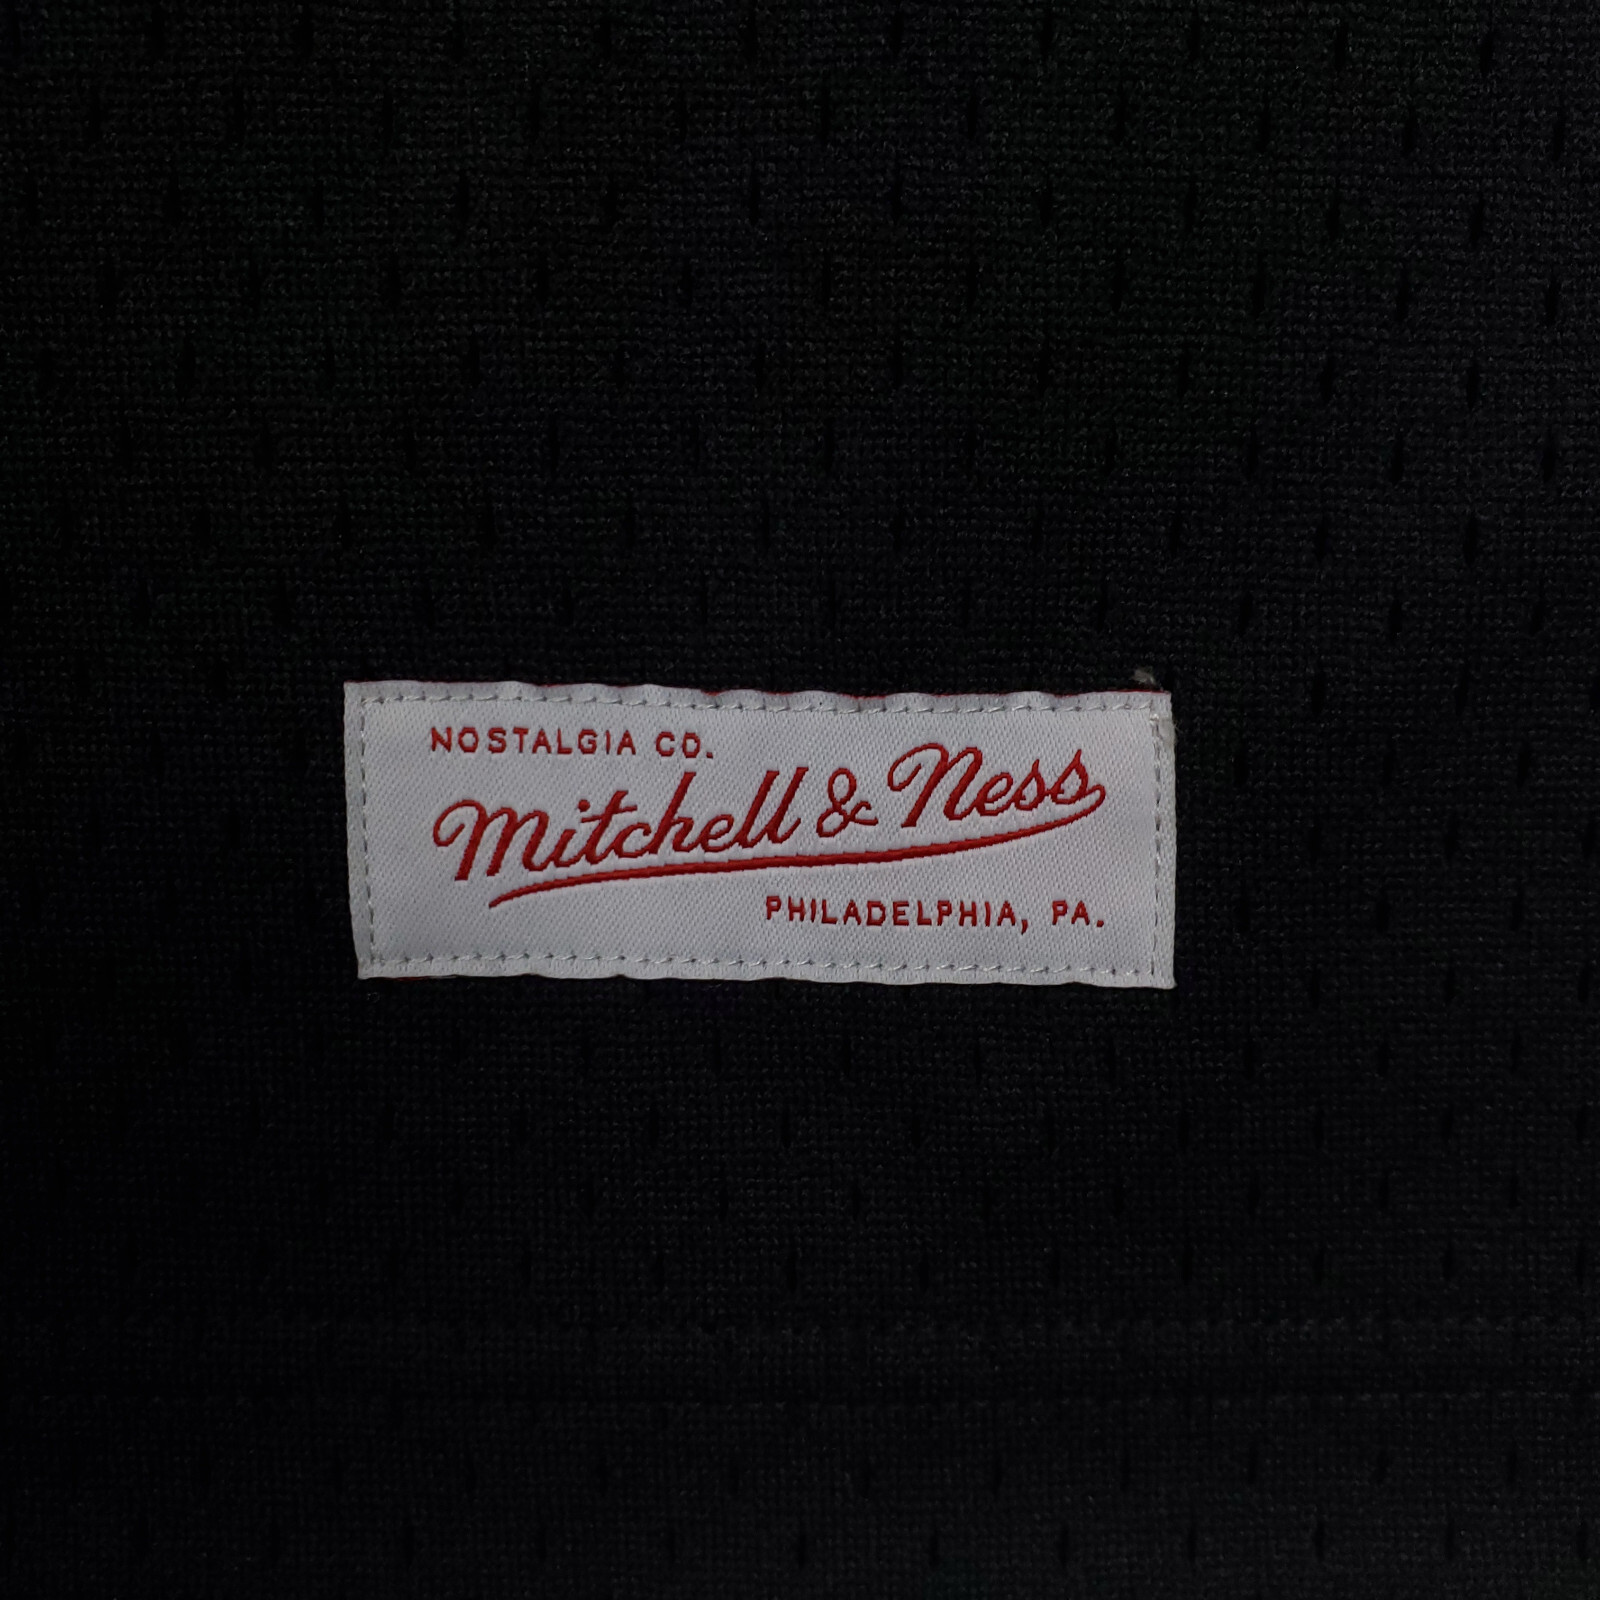 NOSTALGIA CO.
Mitchell & Ness
PHILADELPHIA, PA.